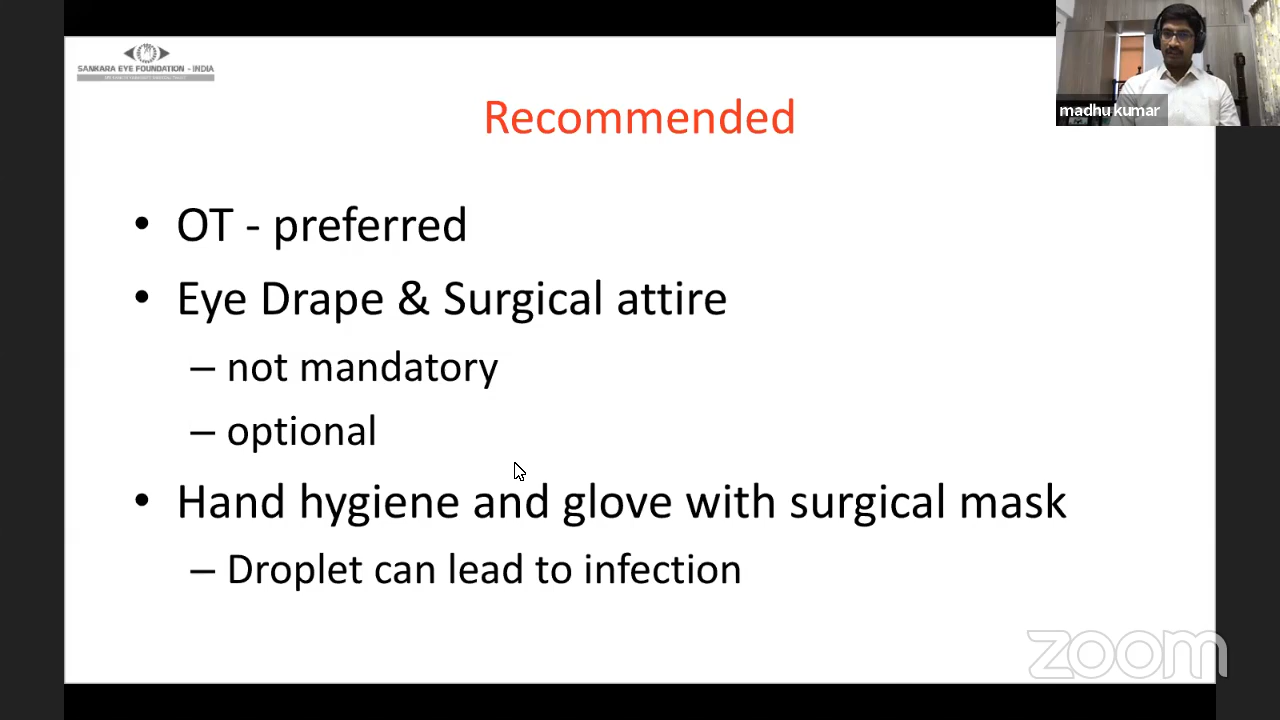 SANKARA EYE FOUNDATION - INDIA
madhu kumar
Recommended
• OT - preferred
• Eye Drape & Surgical attire
– not mandatory
– optional
• Hand hygiene and glove with surgical mask
– Droplet can lead to infection
zoom